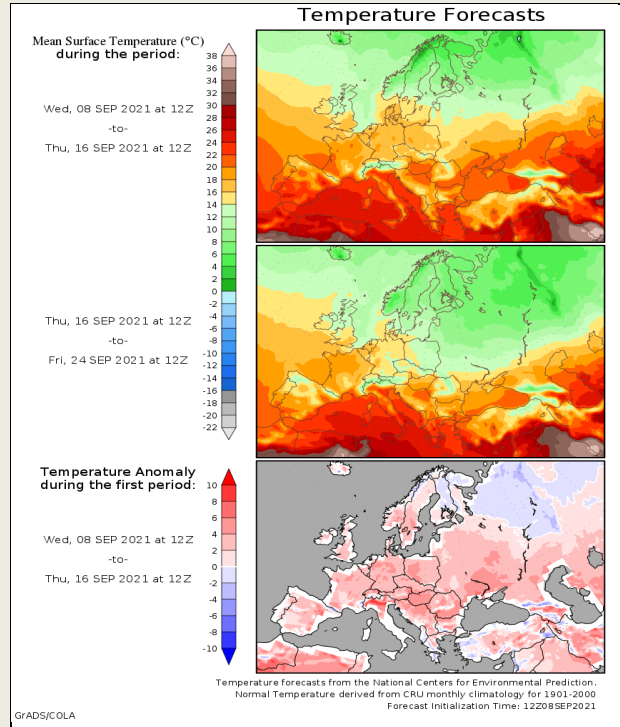 Temperature Forecasts
Mean Surface Temperature (°C)
during the period:
Wed, 08 SEP 2021 at 12Z
-to-
Thu, 16 SEP 2021 at 12Z
38
36
34
32
30
28
26
24
22
20
18
16
14
12
10
8
6
4
2
0
-2
-4
-6
-8
-10
-12
-14
-16
-18
-20
-22
Thu, 16 SEP 2021 at 12Z
-to-
Fri, 24 SEP 2021 at 12Z
Temperature Anomaly
during the first period:
Wed, 08 SEP 2021 at 12Z
-to-
Thu, 16 SEP 2021 at 12Z
10
8
6
4
2
0
-2
-4
-6
-8
-10
Temperature forecasts from the National Centers for Environmental Prediction.
Normal Temperature derived from CRU monthly climatology for 1901-2000
Forecast Initialization Time: 12Z08SEP2021
GrADS/COLA